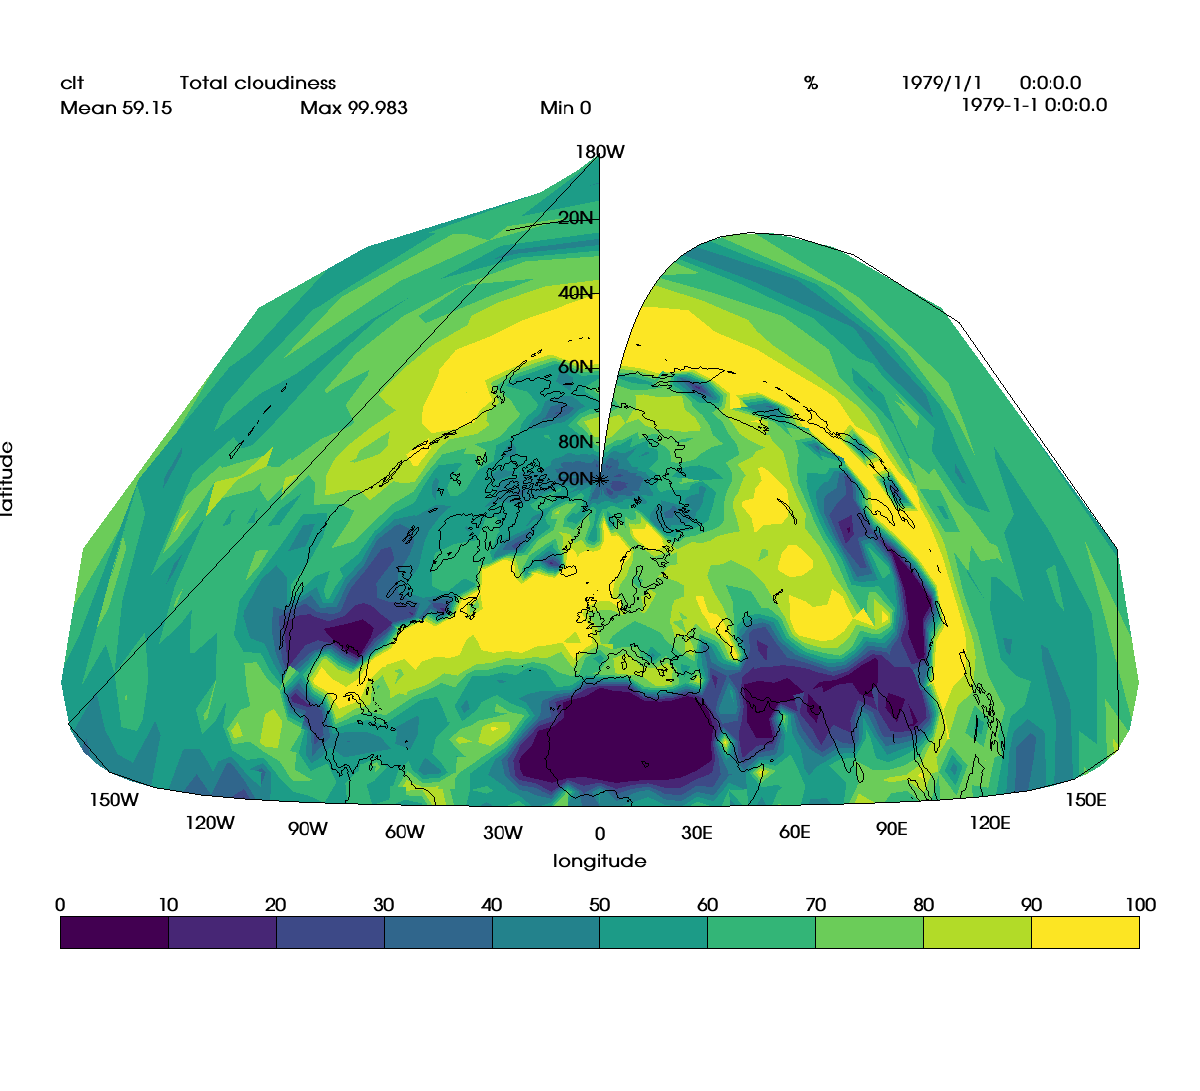 clt Total cloudiness % 1979/1/1 0:0:0.0
Mean 59.15 Max 99.983 Min 0 1979-1-1 0:0:0.0
180W
20N
40N
60N
80N
90N
latitude
150W 120W 90W 60W 30W 0 30E 60E 90E 120E 150E
longitude
0 10 20 30 40 50 60 70 80 90 100